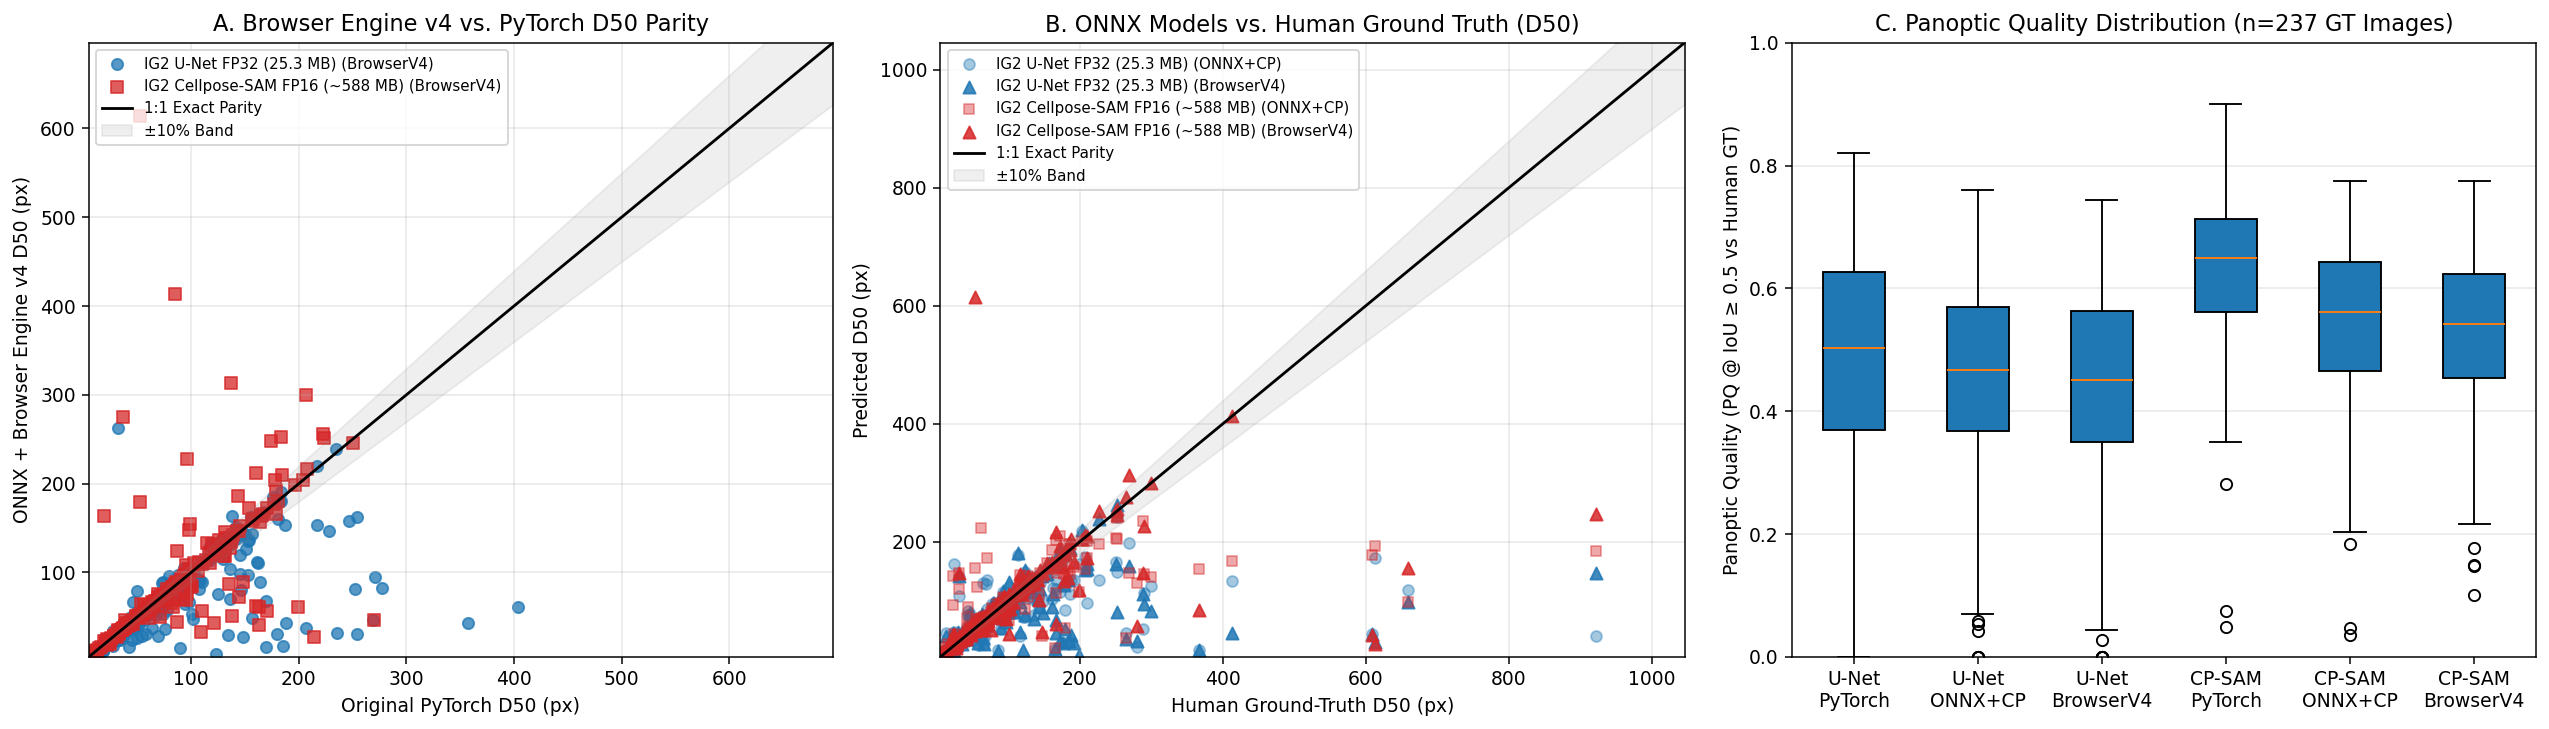 A. Browser Engine v4 vs. PyTorch D50 Parity
IG2 U-Net FP32 (25.3 MB) (BrowserV4)
IG2 Cellpose-SAM FP16 (~588 MB) (BrowserV4)
1:1 Exact Parity
±10% Band
ONNX + Browser Engine v4 D50 (px)
600
500
400
300
200
100
100 200 300 400 500 600
Original PyTorch D50 (px)
B. ONNX Models vs. Human Ground Truth (D50)
IG2 U-Net FP32 (25.3 MB) (ONNX+CP)
IG2 U-Net FP32 (25.3 MB) (BrowserV4)
IG2 Cellpose-SAM FP16 (~588 MB) (ONNX+CP)
IG2 Cellpose-SAM FP16 (~588 MB) (BrowserV4)
1:1 Exact Parity
±10% Band
Predicted D50 (px)
1000
800
600
400
200
200 400 600 800 1000
Human Ground-Truth D50 (px)
C. Panoptic Quality Distribution (n=237 GT Images)
Panoptic Quality (PQ @ IoU ≥ 0.5 vs Human GT)
1.0
0.8
0.6
0.4
0.2
0.0
U-Net PyTorch
U-Net ONNX+CP
U-Net BrowserV4
CP-SAM PyTorch
CP-SAM ONNX+CP
CP-SAM BrowserV4